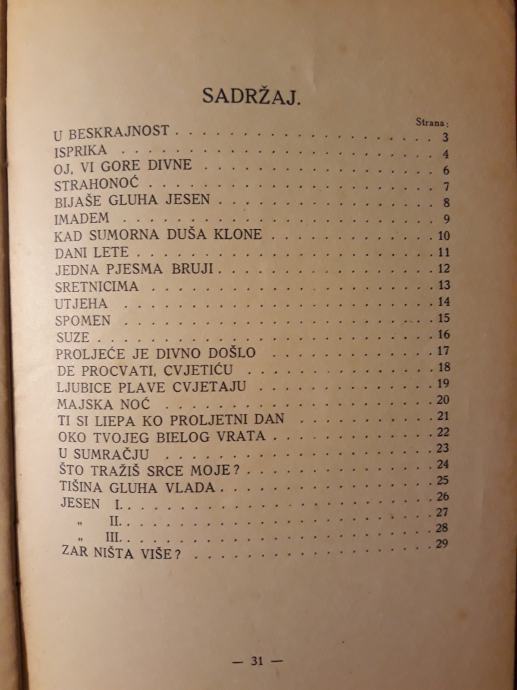 SADRŽAJ.
Strana:
U BESKRAJNOST . . . . . . . . . . . . . . . . . . 3
ISPRIKA . . . . . . . . . . . . . . . . . . 4
OJ, VI GORE DIVNE . . . . . . . . . . . . . . . . . . 6
STRAHONOĆ . . . . . . . . . . . . . . . . . . 7
BIJAŠE GLUHA JESEN . . . . . . . . . . . . . . . . . . 8
IMADEM . . . . . . . . . . . . . . . . . . 9
KAD SUMORNA DUŠA KLONE . . . . . . . . . . . . 10
DANI LETE . . . . . . . . . . . . . . . . . . 11
JEDNA PJESMA BRUJI . . . . . . . . . . . . . . . 12
SRETNICIMA . . . . . . . . . . . . . . . . . . 13
UTJEHA . . . . . . . . . . . . . . . . . . 14
SPOMEN . . . . . . . . . . . . . . . . . . 15
SUZE . . . . . . . . . . . . . . . . . . 16
PROLJEĆE JE DIVNO DOŠLO . . . . . . . . . . . . 17
DE PROCVATI, CVJETIĆU . . . . . . . . . . . . . 18
LJUBICE PLAVE CVJETAJU . . . . . . . . . . . . 19
MAJSKA NOĆ . . . . . . . . . . . . . . . . . . 20
TI SI LIEPA KO PROLJETNI DAN . . . . . . . . . . 21
OKO TVOJEG BIELOG VRATA . . . . . . . . . . . 22
U SUMRAČJU . . . . . . . . . . . . . . . . . . 23
ŠTO TRAŽIŠ SRCE MOJE? . . . . . . . . . . . . . 24
TIŠINA GLUHA VLADA . . . . . . . . . . . . . . 25
JESEN I. . . . . . . . . . . . . . . . . . . 26
„ II. . . . . . . . . . . . . . . . . . . 27
„ III. . . . . . . . . . . . . . . . . . . 28
ZAR NIŠTA VIŠE? . . . . . . . . . . . . . . . . 29
— 31 —